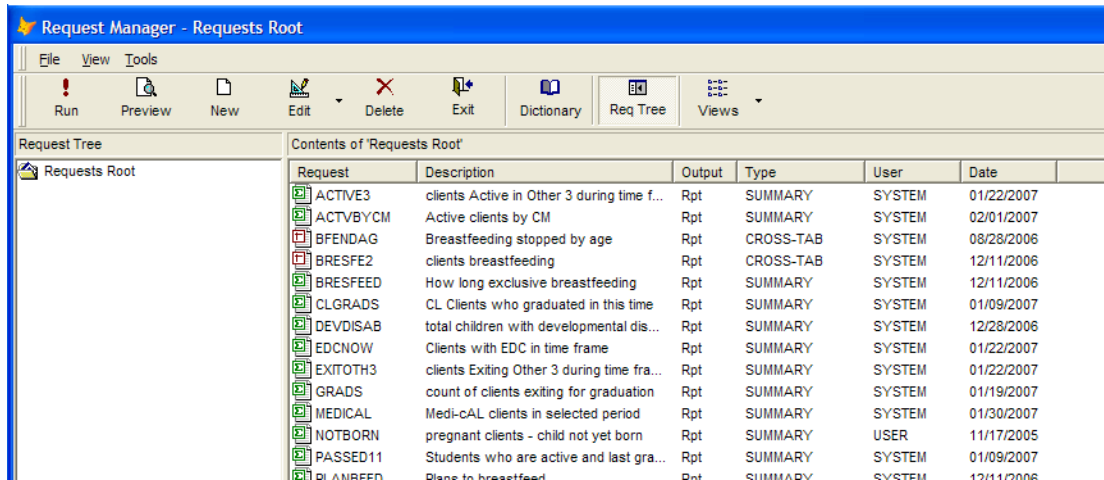 Request Manager - Requests Root
File View Tools
Run Preview New Edit Delete Exit Dictionary Req Tree Views
Request Tree Contents of 'Requests Root'
Requests Root
Request Description Output Type User Date
ACTIVE3 clients Active in Other 3 during time f... Rpt SUMMARY SYSTEM 01/22/2007
ACTVBYCM Active clients by CM Rpt SUMMARY SYSTEM 02/01/2007
BFENDAG Breastfeeding stopped by age Rpt CROSS-TAB SYSTEM 08/28/2006
BRESFE2 clients breastfeeding Rpt CROSS-TAB SYSTEM 12/11/2006
BRESFEED How long exclusive breastfeeding Rpt SUMMARY SYSTEM 12/11/2006
CLGRADS CL Clients who graduated in this time Rpt SUMMARY SYSTEM 01/09/2007
DEVDISAB total children with developmental dis... Rpt SUMMARY SYSTEM 12/28/2006
EDCNOW Clients with EDC in time frame Rpt SUMMARY SYSTEM 01/22/2007
EXITOTH3 clients Exiting Other 3 during time fra... Rpt SUMMARY SYSTEM 01/22/2007
GRADS count of clients exiting for graduation Rpt SUMMARY SYSTEM 01/19/2007
MEDICAL Medi-cAL clients in selected period Rpt SUMMARY SYSTEM 01/30/2007
NOTBORN pregnant clients - child not yet born Rpt SUMMARY USER 11/17/2005
PASSED11 Students who are active and last gra... Rpt SUMMARY SYSTEM 01/09/2007
PLANBFED Plans to breastfeed Rpt SUMMARY SYSTEM 12/11/2006